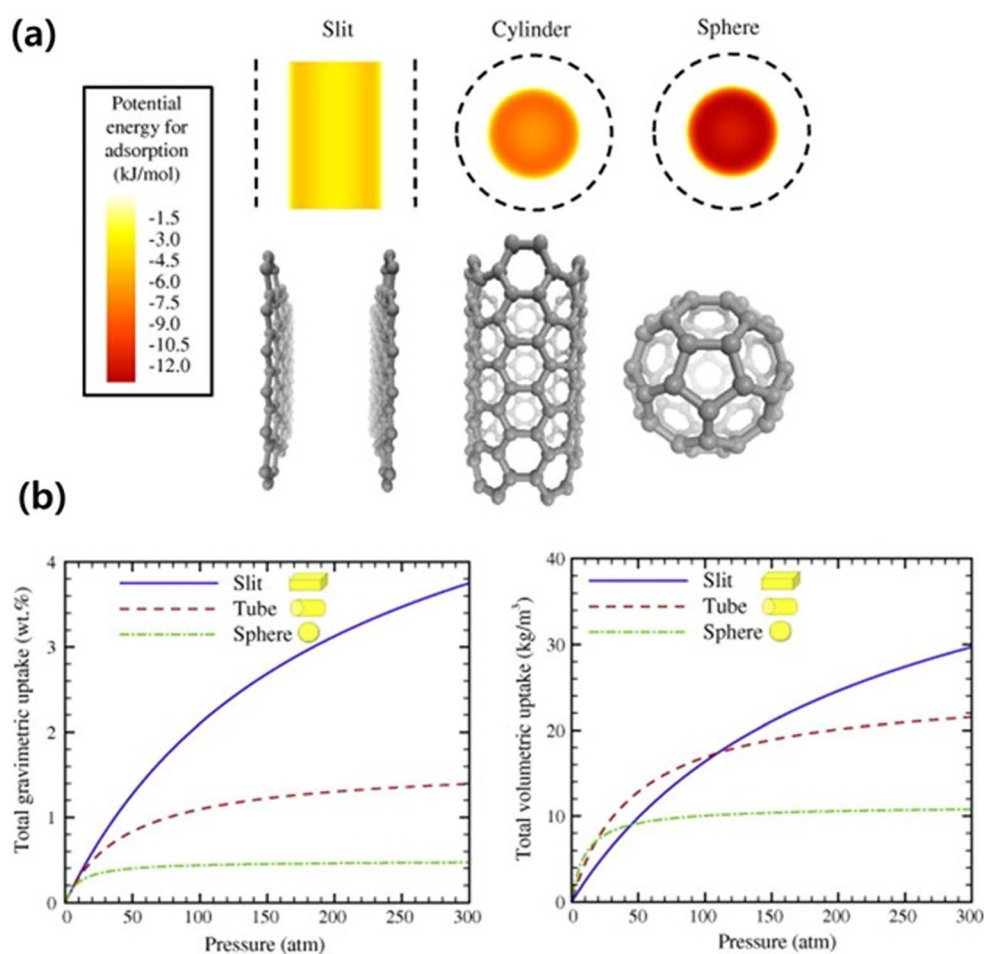 (a)
Slit
Cylinder
Sphere
Potential
energy for
adsorption
(kJ/mol)
-1.5
-3.0
-4.5
-6.0
-7.5
-9.0
-10.5
-12.0
(b)
Total gravimetric uptake (wt.%)
4
3
2
1
0
Slit
Tube
Sphere
0 50 100 150 200 250 300
Pressure (atm)
Total volumetric uptake (kg/m³)
40
30
20
10
0
Slit
Tube
Sphere
0 50 100 150 200 250 300
Pressure (atm)